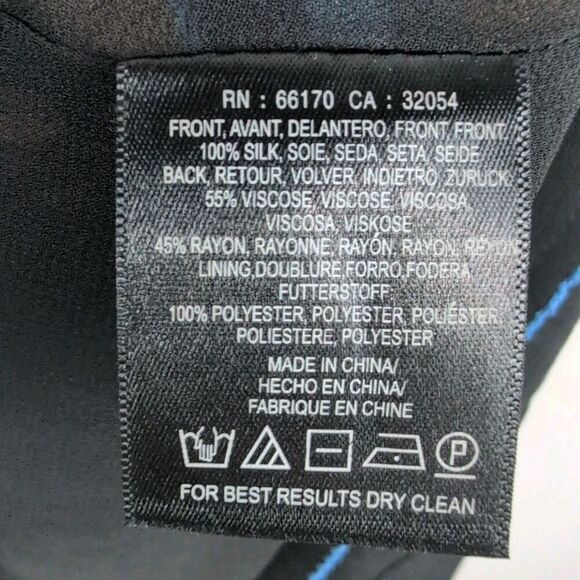 RN : 66170 CA : 32054
FRONT, AVANT, DELANTERO, FRONT, FRONT
100% SILK, SOIE, SEDA, SETA, SEIDE
BACK, RETOUR, VOLVER, INDIETRO, ZURUCK
55% VISCOSE, VISCOSE, VISCOSA
VISCOSA, VISKOSE
45% RAYON, RAYONNE, RAYÓN, RAYON, REYON
LINING,DOUBLURE,FORRO,FODERA
FUTTERSTOFF
100% POLYESTER, POLYESTER, POLIÉSTER,
POLIESTERE, POLYESTER
MADE IN CHINA/
HECHO EN CHINA/
FABRIQUE EN CHINE
P
FOR BEST RESULTS DRY CLEAN